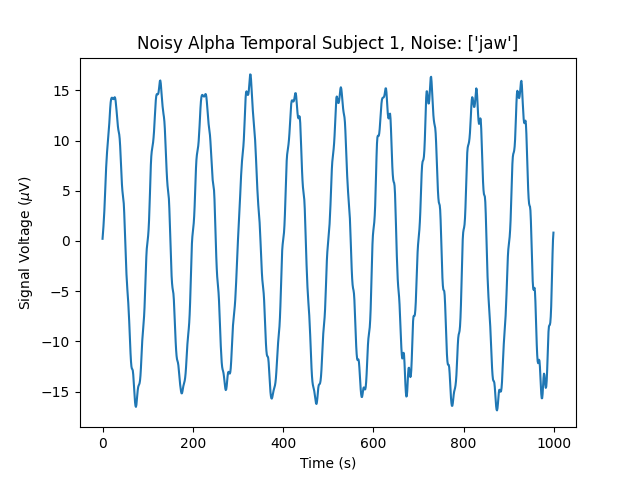 Noisy Alpha Temporal Subject 1, Noise: ['jaw']
Signal Voltage (μV)
15
10
5
0
−5
−10
−15
0 200 400 600 800 1000
Time (s)